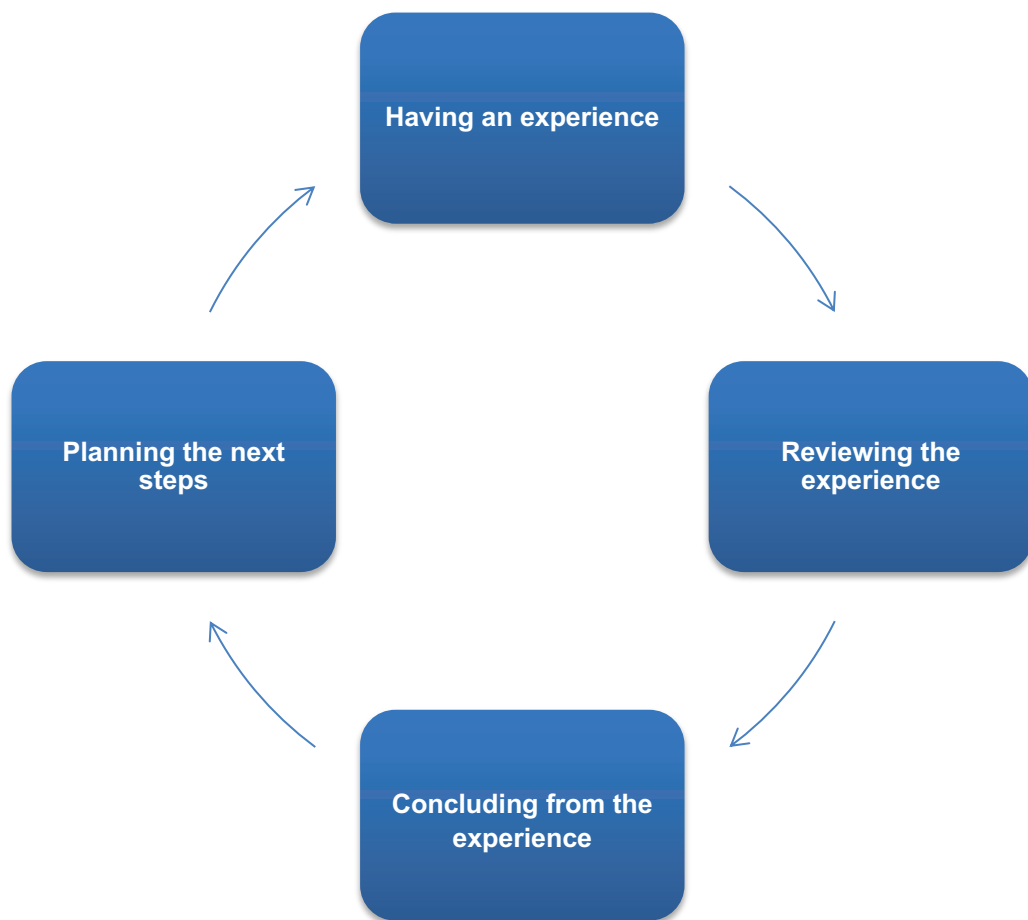 Having an experience
Planning the next
steps
Reviewing the
experience
Concluding from the
experience